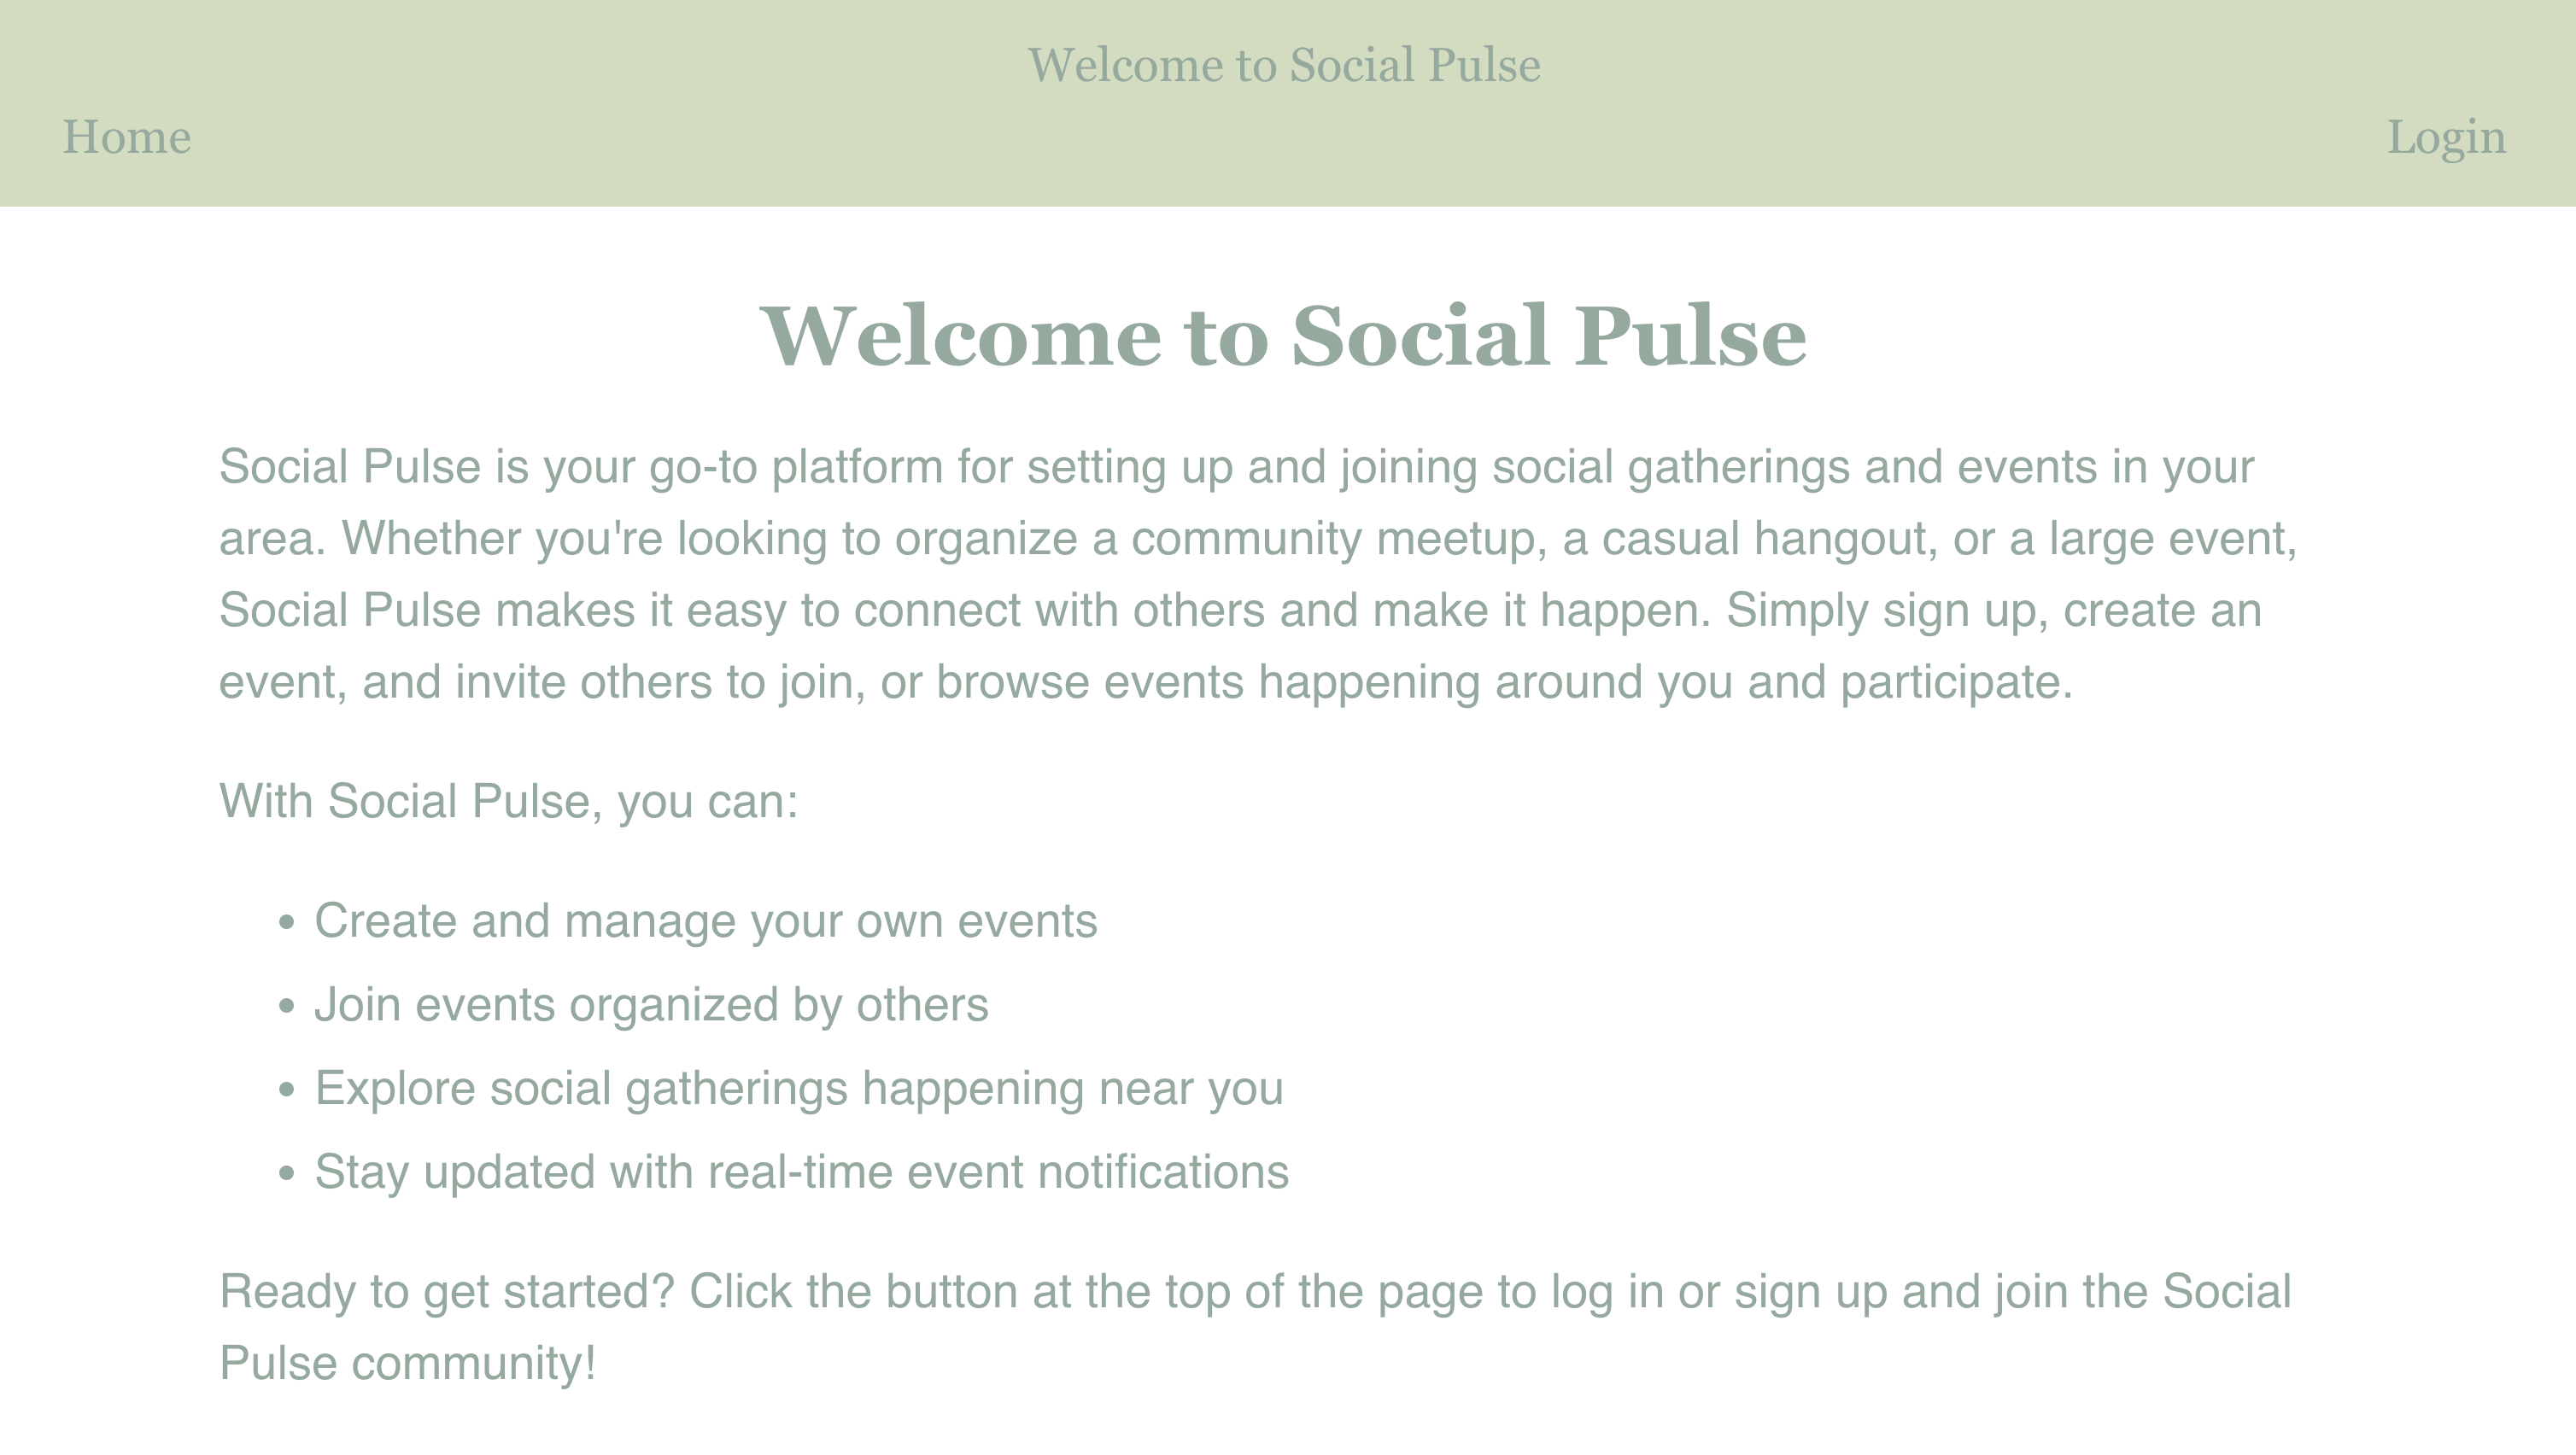 Welcome to Social Pulse
Home
Login
Welcome to Social Pulse
Social Pulse is your go-to platform for setting up and joining social gatherings and events in your
area. Whether you're looking to organize a community meetup, a casual hangout, or a large event,
Social Pulse makes it easy to connect with others and make it happen. Simply sign up, create an
event, and invite others to join, or browse events happening around you and participate.
With Social Pulse, you can:
• Create and manage your own events
• Join events organized by others
• Explore social gatherings happening near you
• Stay updated with real-time event notifications
Ready to get started? Click the button at the top of the page to log in or sign up and join the Social
Pulse community!